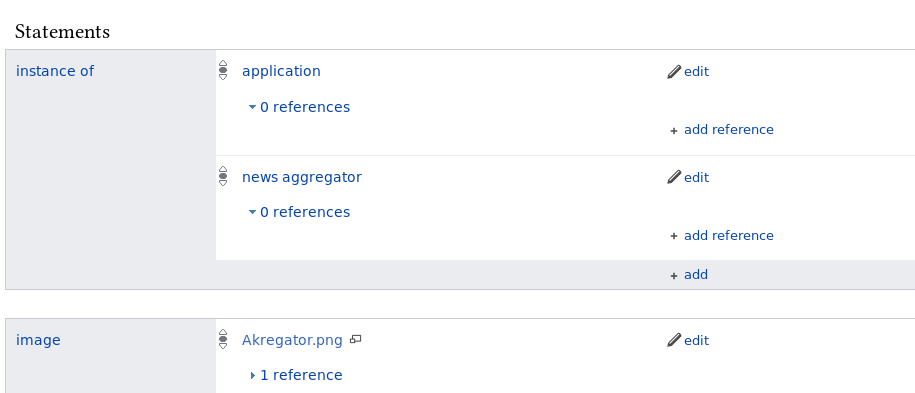 Statements
instance of
application
edit
0 references
+ add reference
news aggregator
edit
0 references
+ add reference
+ add
image
Akregator.png
edit
1 reference